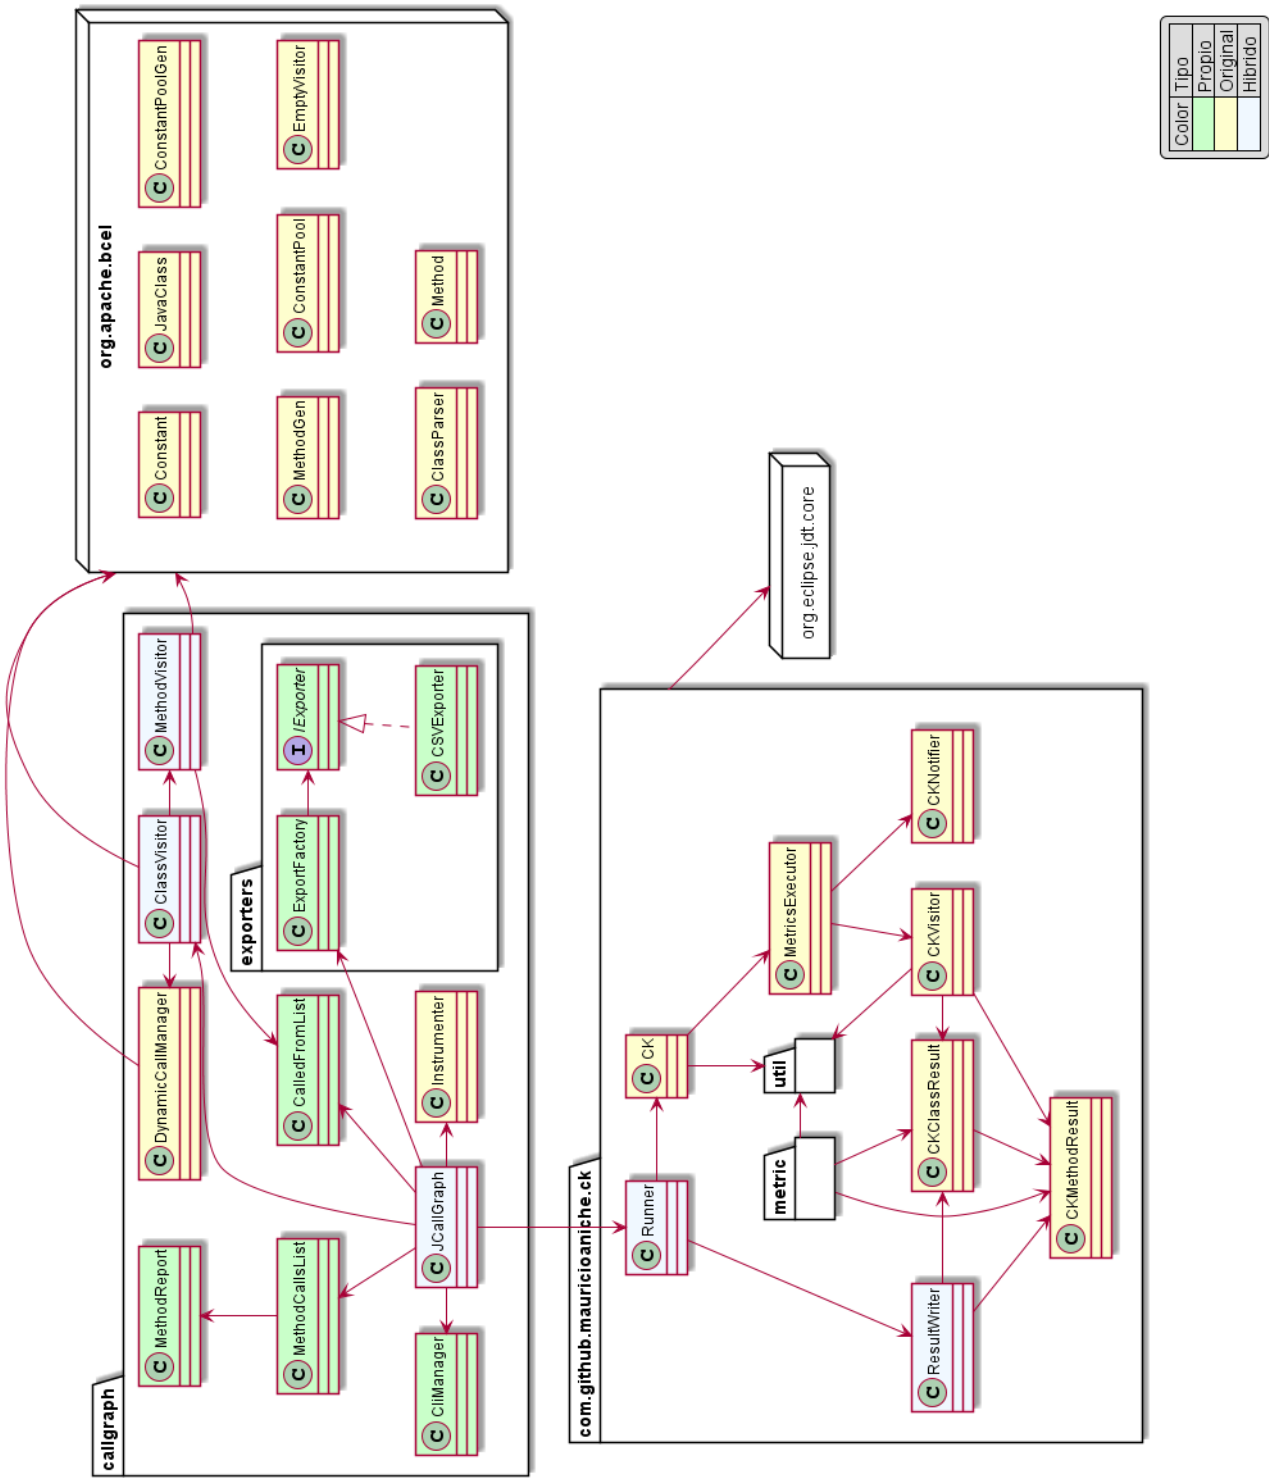 callgraph
C MethodReport
C DynamicCallManager
C ClassVisitor
C MethodVisitor
C MethodCallsList
C CalledFromList
exporters
C ExportFactory
I IExporter
C CSVExporter
C CliManager
C JCallGraph
C Instrumenter
org.apache.bcel
C Constant
C JavaClass
C ConstantPoolGen
C MethodGen
C ConstantPool
C EmptyVisitor
C ClassParser
C Method
com.github.mauricioaniche.ck
C Runner
C CK
metric
util
C MetricsExecutor
C ResultWriter
C CKClassResult
C CKVisitor
C CKNotifier
C CKMethodResult
org.eclipse.jdt.core
Color Tipo
Propio
Original
Hibrido